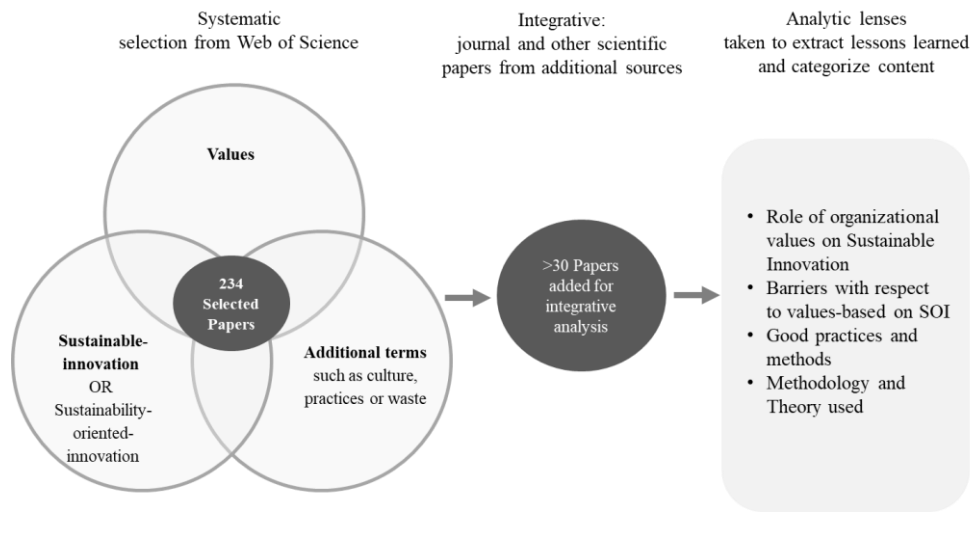 Systematic
selection from Web of Science
Integrative:
journal and other scientific
papers from additional sources
Analytic lenses
taken to extract lessons learned
and categorize content
Values
234
Selected
Papers
Sustainable-
innovation
OR
Sustainability-
oriented-
innovation
Additional terms
such as culture,
practices or waste
>30 Papers
added for
integrative
analysis
• Role of organizational
values on Sustainable
Innovation
• Barriers with respect
to values-based on SOI
• Good practices and
methods
• Methodology and
Theory used